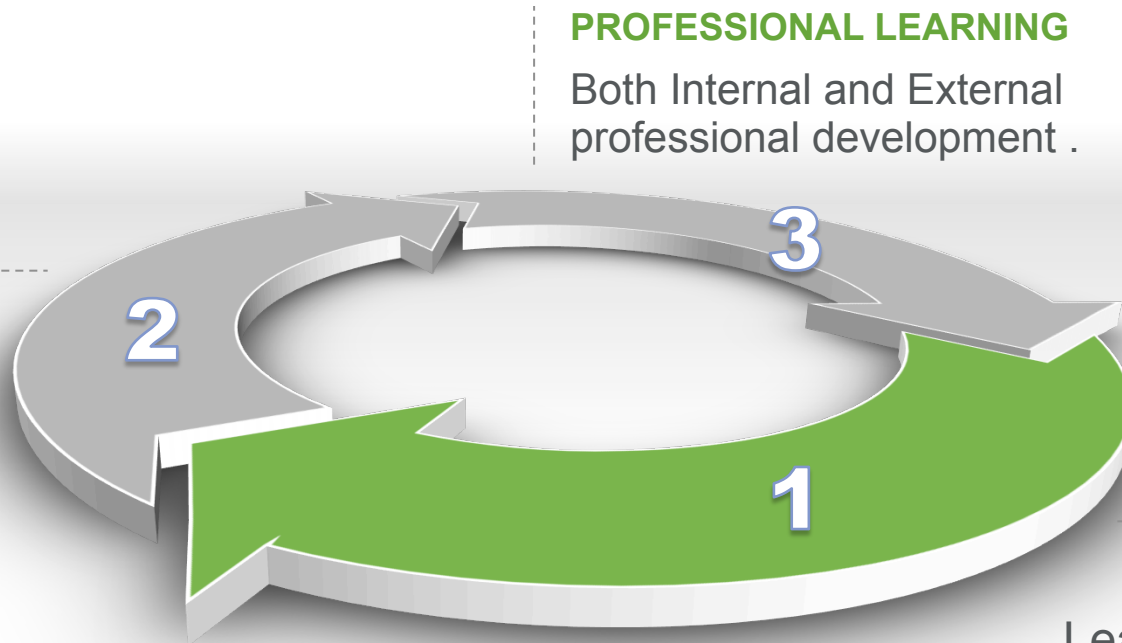 PROFESSIONAL LEARNING
Both Internal and External
professional development .
3
2
1